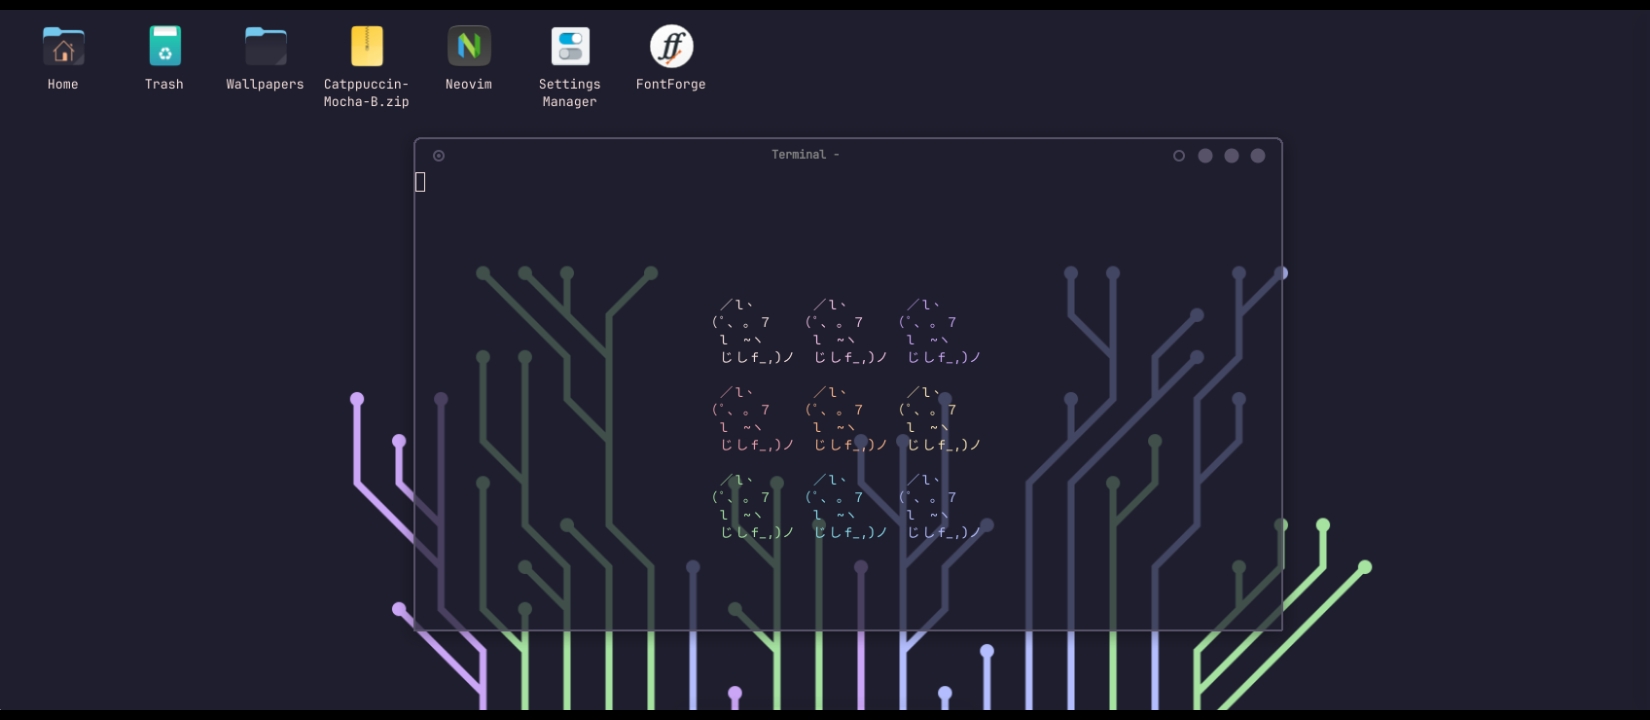 Home
Trash
Wallpapers
Catppuccin-
Mocha-B.zip
Neovim
Settings
Manager
FontForge
Terminal -
／l、 ／l、 ／l、
(ﾟ､ ｡ 7 (ﾟ､ ｡ 7 (ﾟ､ ｡ 7
l ~ヽ l ~ヽ l ~ヽ
じしf_,)ノ じしf_,)ノ じしf_,)ノ
／l、 ／l、 ／l、
(ﾟ､ ｡ 7 (ﾟ､ ｡ 7 (ﾟ､ ｡ 7
l ~ヽ l ~ヽ l ~ヽ
じしf_,)ノ じしf_,)ノ じしf_,)ノ
／l、 ／l、 ／l、
(ﾟ､ ｡ 7 (ﾟ､ ｡ 7 (ﾟ､ ｡ 7
l ~ヽ l ~ヽ l ~ヽ
じしf_,)ノ じしf_,)ノ じしf_,)ノ